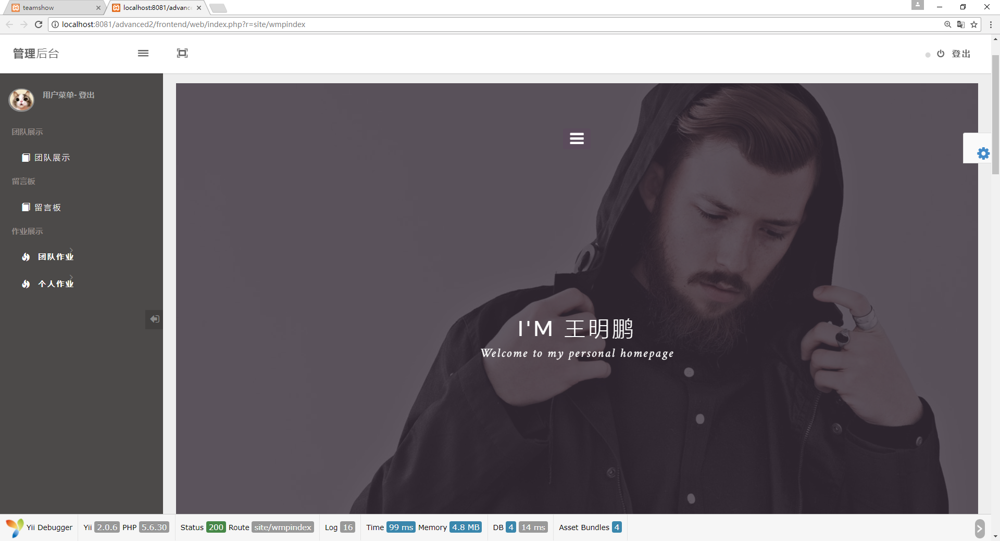 teamshow
localhost:8081/advance
localhost:8081/advanced2/frontend/web/index.php?r=site/wmpindex
管理后台
登出
用户菜单- 登出
团队展示
团队展示
留言板
留言板
作业展示
团队作业
个人作业
I'M 王明鹏
Welcome to my personal homepage
Yii Debugger Yii 2.0.6 PHP 5.6.30 Status 200 Route site/wmpindex Log 16 Time 99 ms Memory 4.8 MB DB 4 14 ms Asset Bundles 4